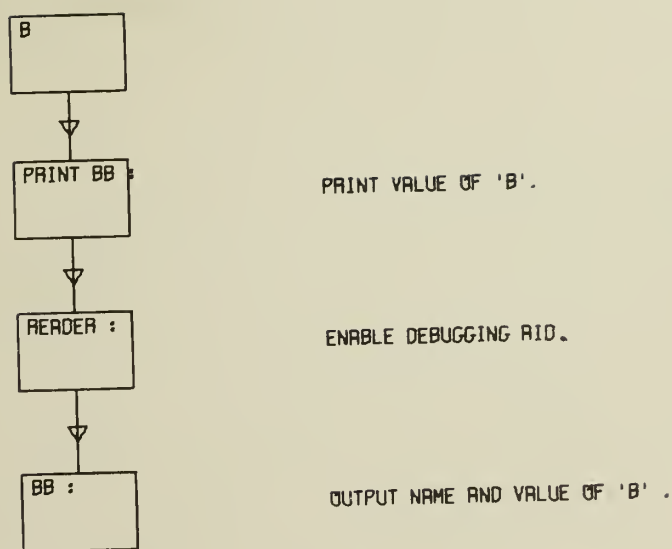 B
PRINT BB :
PRINT VALUE OF 'B'.
READER :
ENABLE DEBUGGING AID.
BB :
OUTPUT NAME AND VALUE OF 'B' .